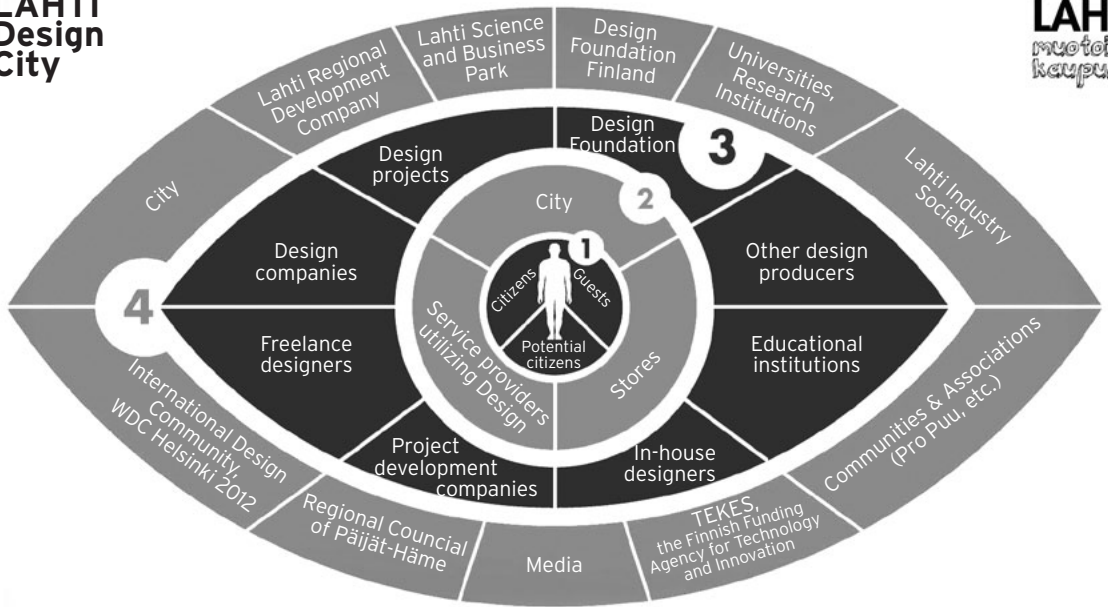 LAHTI
Design
City
LAH
muotoi
kaupu
Lahti Regional
Development
Company
Lahti Science
and Business
Park
Design
Foundation
Finland
Universities,
Research
Institutions
City
Lahti Industry
Society
Design
projects
Design
Foundation
3
City
2
1
Citizens
Guests
Potential
citizens
Design
companies
Other design
producers
4
Freelance
designers
Service providers
utilizing Design
Stores
Educational
institutions
Project
development
companies
In-house
designers
International Design
Community,
WDC Helsinki 2012
Regional Councial
of Päijät-Häme
Media
TEKES,
the Finnish Funding
Agency for Technology
and Innovation
Communities & Associations
(Pro Puu, etc.)